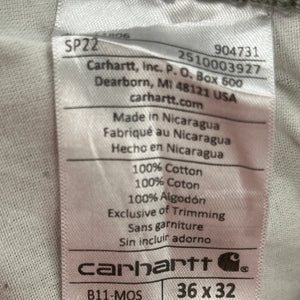 SP22 904731
2510003927
Carhartt, Inc. P. O. Box 600
Dearborn, MI 48121 USA
carhartt.com
Made in Nicaragua
Fabriqué au Nicaragua
Hecho en Nicaragua
100% Cotton
100% Coton
100% Algodón
Exclusive of Trimming
Sans garniture
Sin incluir adorno
carhartt
B11-MOS 36 x 32